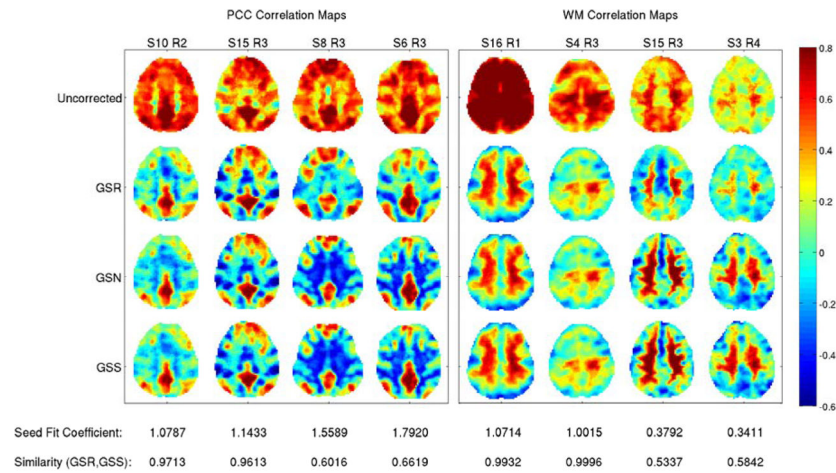 PCC Correlation Maps
WM Correlation Maps
S10 R2 S15 R3 S8 R3 S6 R3 S16 R1 S4 R3 S15 R3 S3 R4
Uncorrected
GSR
GSN
GSS
0.8
0.6
0.4
0.2
0
-0.2
-0.4
-0.6
Seed Fit Coefficient: 1.0787 1.1433 1.5589 1.7920 1.0714 1.0015 0.3792 0.3411
Similarity (GSR,GSS): 0.9713 0.9613 0.6016 0.6619 0.9932 0.9996 0.5337 0.5842